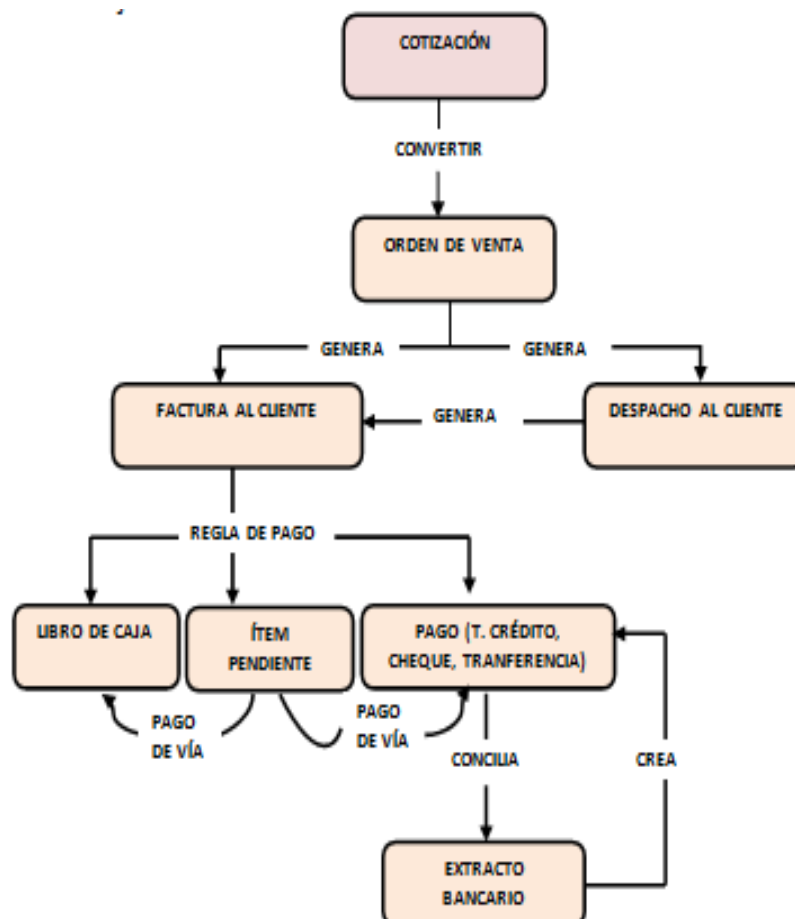 COTIZACIÓN
CONVERTIR
ORDEN DE VENTA
GENERA
GENERA
FACTURA AL CLIENTE
GENERA
DESPACHO AL CLIENTE
REGLA DE PAGO
LIBRO DE CAJA
ÍTEM
PENDIENTE
PAGO (T. CRÉDITO,
CHEQUE, TRANFERENCIA)
PAGO
DE VÍA
PAGO
DE VÍA
CONCILIA
CREA
EXTRACTO
BANCARIO